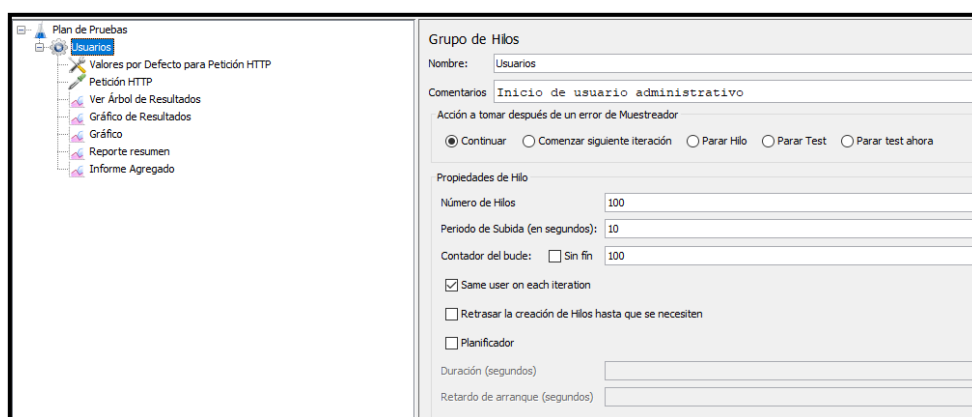 Plan de Pruebas
Usuarios
Valores por Defecto para Petición HTTP
Petición HTTP
Ver Árbol de Resultados
Gráfico de Resultados
Gráfico
Reporte resumen
Informe Agregado
Grupo de Hilos
Nombre: Usuarios
Comentarios Inicio de usuario administrativo
Acción a tomar después de un error de Muestreador
Continuar Comenzar siguiente iteración Parar Hilo Parar Test Parar test ahora
Propiedades de Hilo
Número de Hilos 100
Periodo de Subida (en segundos): 10
Contador del bucle: Sin fín 100
Same user on each iteration
Retrasar la creación de Hilos hasta que se necesiten
Planificador
Duración (segundos)
Retardo de arranque (segundos)